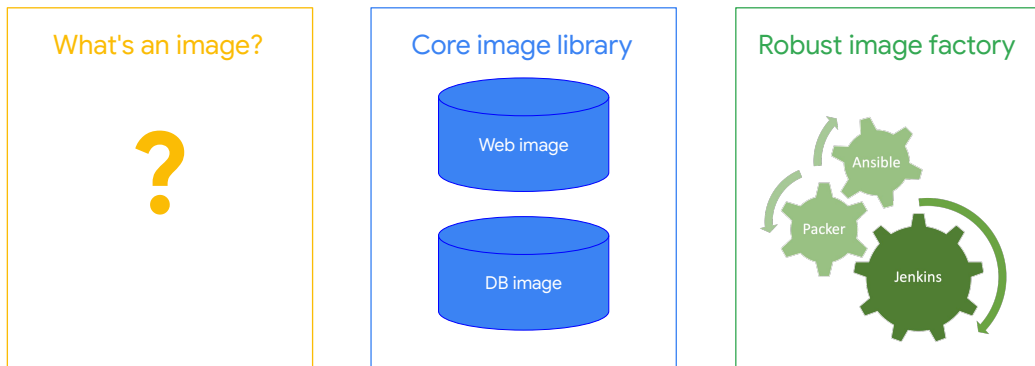 What's an image?
?
Core image library
Web image
DB image
Robust image factory
Ansible
Packer
Jenkins